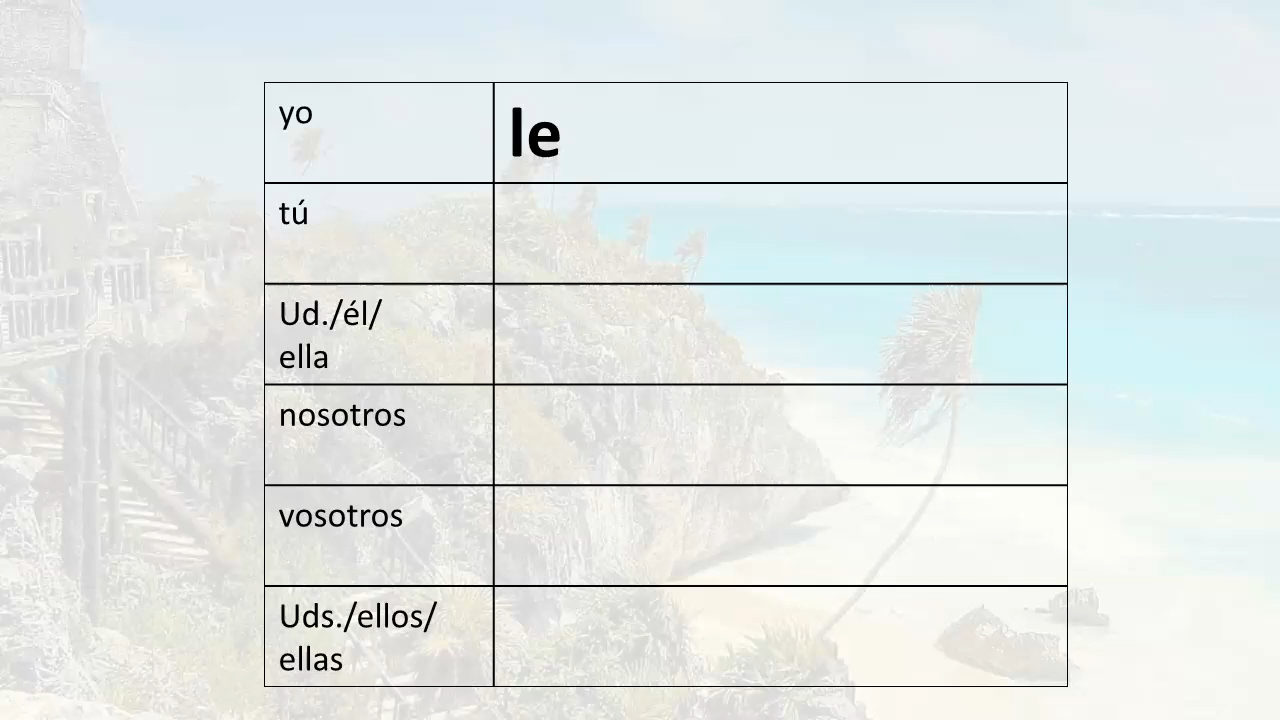 yo
le
tú
Ud./él/
ella
nosotros
vosotros
Uds./ellos/
ellas